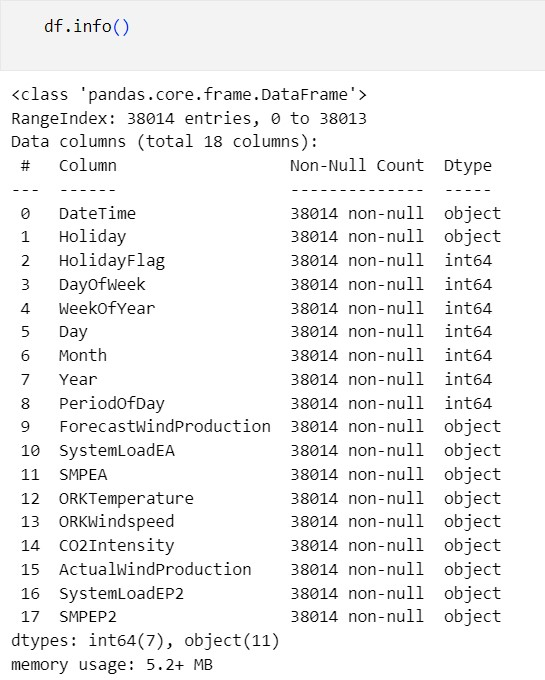 df.info()
<class 'pandas.core.frame.DataFrame'>
RangeIndex: 38014 entries, 0 to 38013
Data columns (total 18 columns):
 #   Column                  Non-Null Count  Dtype
---  ------                  --------------  -----
 0   DateTime                38014 non-null  object
 1   Holiday                 38014 non-null  object
 2   HolidayFlag             38014 non-null  int64
 3   DayOfWeek               38014 non-null  int64
 4   WeekOfYear              38014 non-null  int64
 5   Day                     38014 non-null  int64
 6   Month                   38014 non-null  int64
 7   Year                    38014 non-null  int64
 8   PeriodOfDay             38014 non-null  int64
 9   ForecastWindProduction  38014 non-null  object
 10  SystemLoadEA            38014 non-null  object
 11  SMPEA                   38014 non-null  object
 12  ORKTemperature          38014 non-null  object
 13  ORKWindspeed            38014 non-null  object
 14  CO2Intensity            38014 non-null  object
 15  ActualWindProduction    38014 non-null  object
 16  SystemLoadEP2           38014 non-null  object
 17  SMPEP2                  38014 non-null  object
dtypes: int64(7), object(11)
memory usage: 5.2+ MB